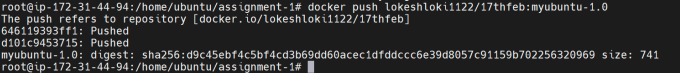 root@ip-172-31-44-94:/home/ubuntu/assignment-1# docker push lokeshloki1122/17thfeb:myubuntu-1.0
The push refers to repository [docker.io/lokeshloki1122/17thfeb]
646119393ff1: Pushed
d101c9453715: Pushed
myubuntu-1.0: digest: sha256:d9c45ebf4c5bf4cd3b69dd60acec1dfddccc6e39d8057c91159b702256320969 size: 741
root@ip-172-31-44-94:/home/ubuntu/assignment-1#